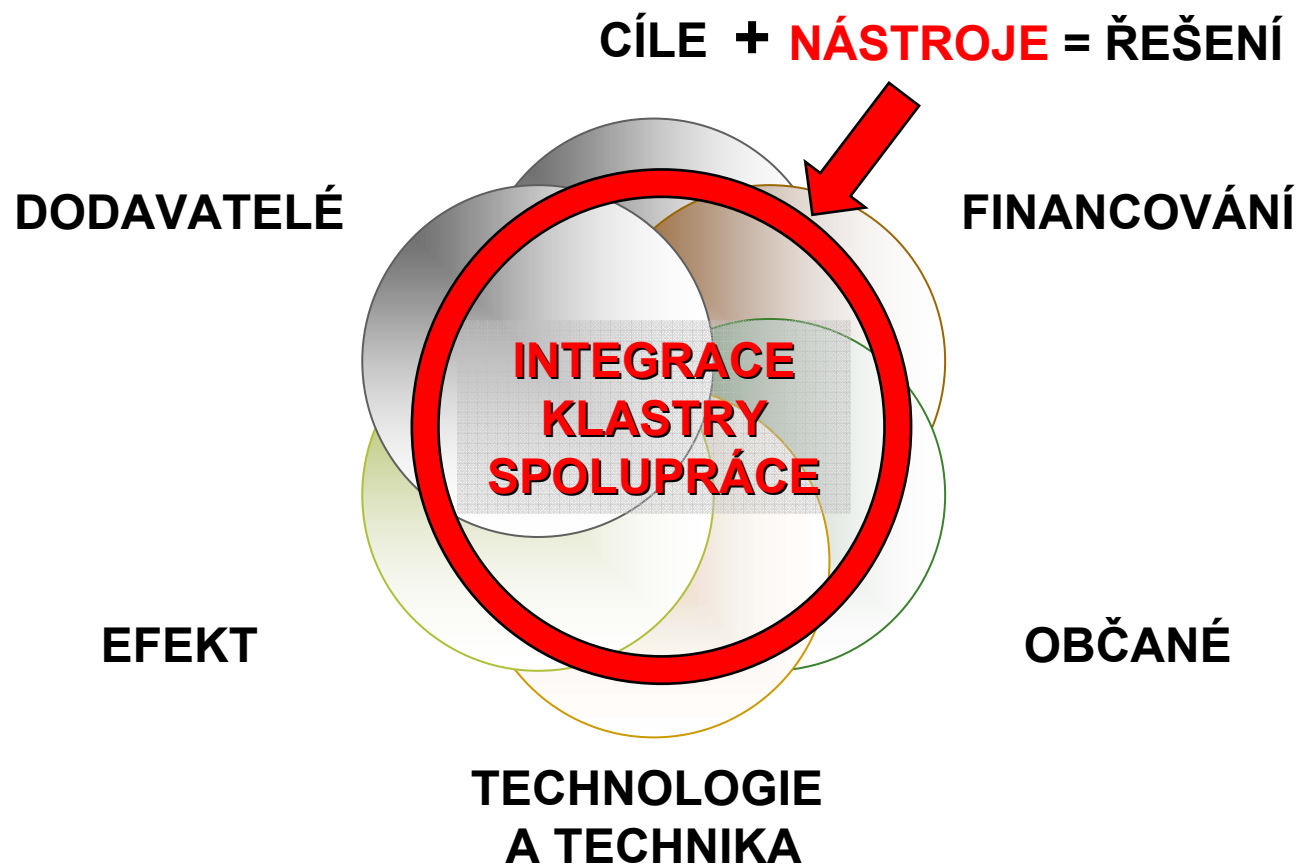 CÍLE + NÁSTROJE = ŘEŠENÍ
DODAVATELÉ
FINANCOVÁNÍ
INTEGRACE
KLASTRY
SPOLUPRÁCE
EFEKT
OBČANÉ
TECHNOLOGIE
A TECHNIKA